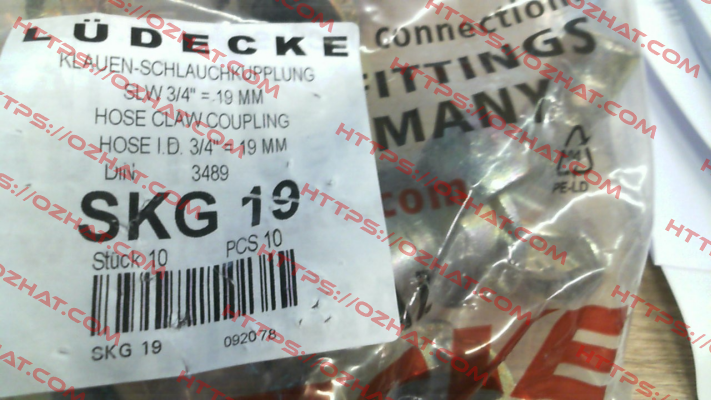 LÜDECKE
KLAUEN-SCHLAUCHKUPPLUNG
SLW 3/4" = 19 MM
HOSE CLAW COUPLING
HOSE I.D. 3/4" = 19 MM
DIN 3489
SKG 19
Stück 10 PCS 10
SKG 19 092078
connection
FITTINGS
MANY
.com
PE-LD
HTTPS://OZHAT.COM